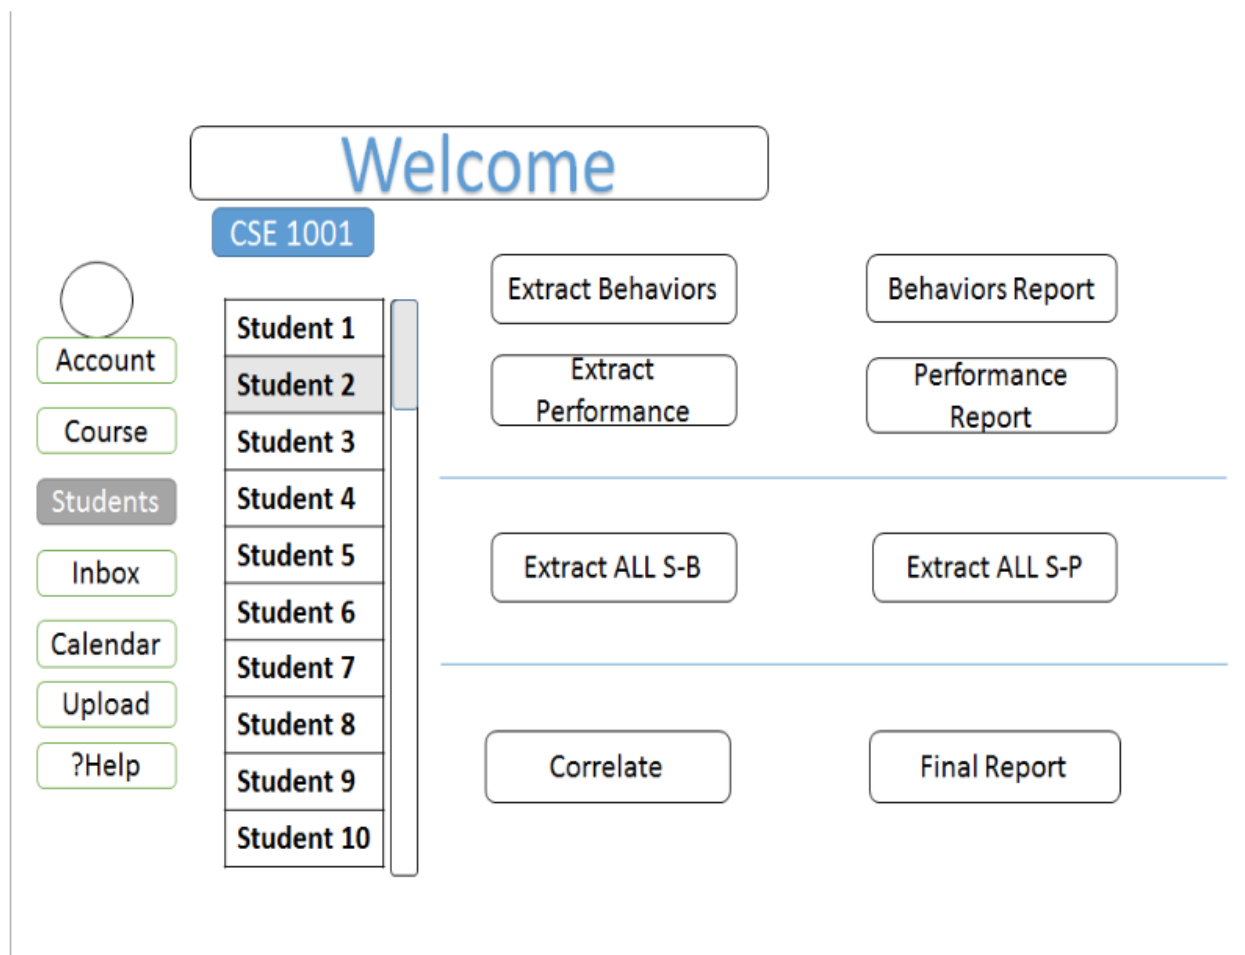 Welcome
CSE 1001
Account
Course
Students
Inbox
Calendar
Upload
?Help
Student 1
Student 2
Student 3
Student 4
Student 5
Student 6
Student 7
Student 8
Student 9
Student 10
Extract Behaviors
Behaviors Report
Extract
Performance
Performance
Report
Extract ALL S-B
Extract ALL S-P
Correlate
Final Report